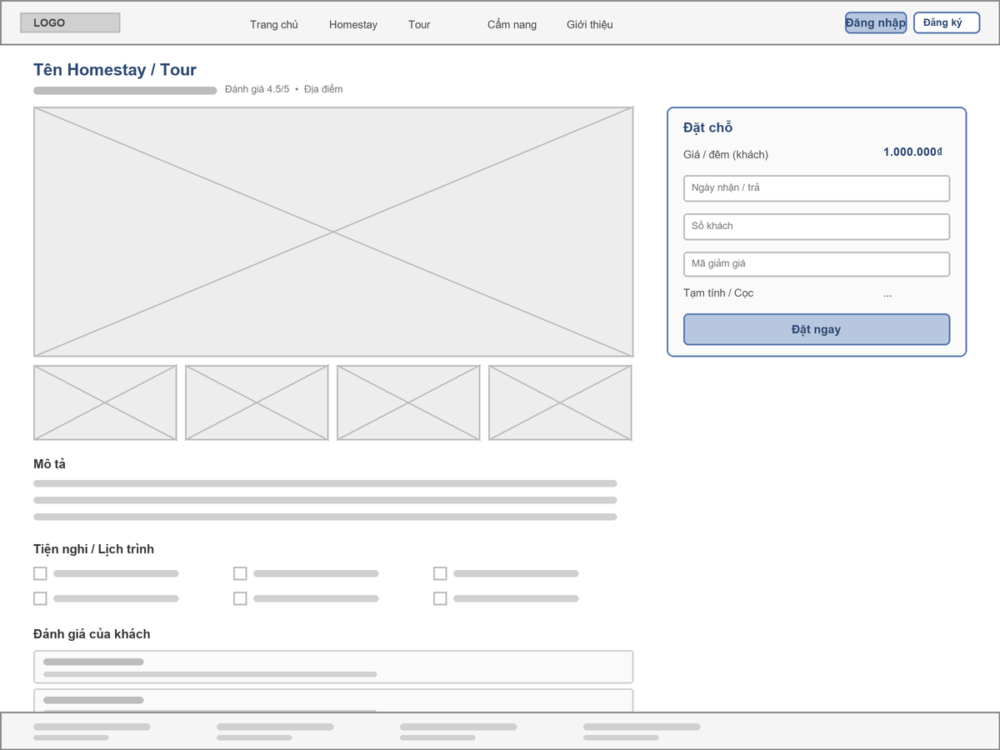 LOGO
Trang chủ
Homestay
Tour
Cẩm nang
Giới thiệu
Đăng nhập
Đăng ký
Tên Homestay / Tour
Đánh giá 4.5/5 • Địa điểm
Đặt chỗ
Giá / đêm (khách)
1.000.000₫
Ngày nhận / trả
Số khách
Mã giảm giá
Tạm tính / Cọc
...
Đặt ngay
Mô tả
Tiện nghi / Lịch trình
Đánh giá của khách